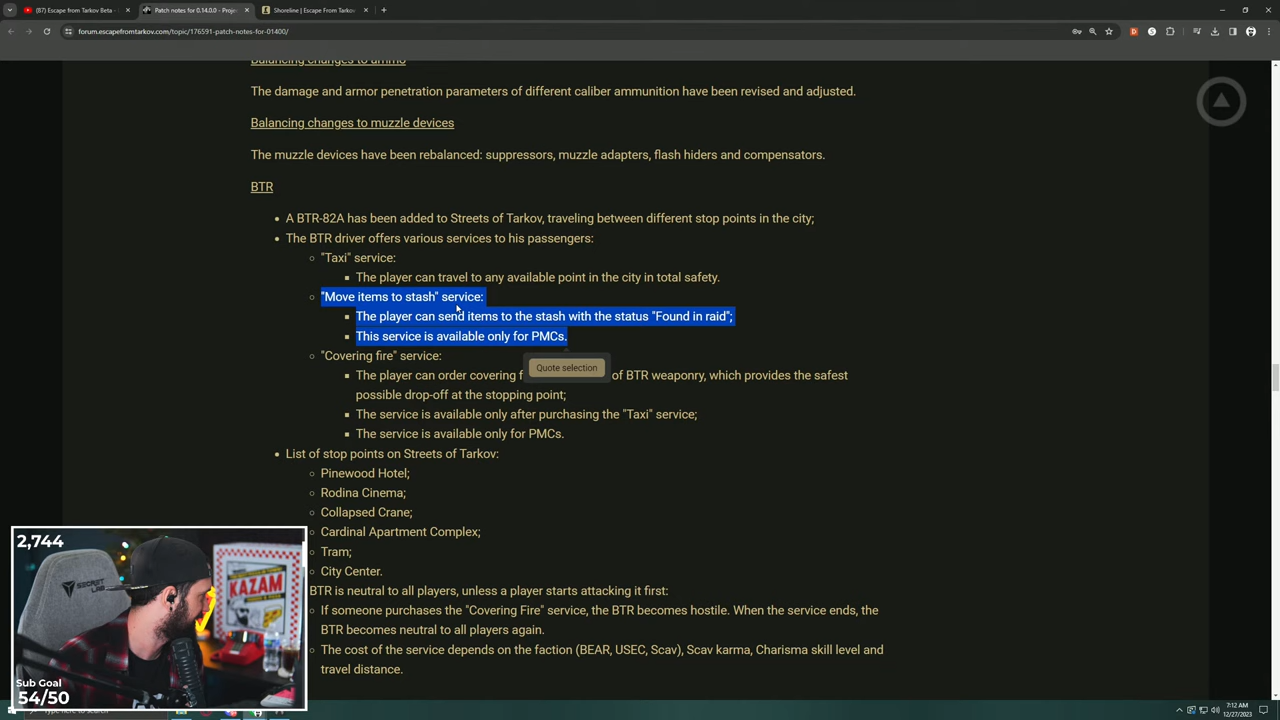 (87) Escape from Tarkov Beta -
Patch notes for 0.14.0.0 - Proje
Shoreline | Escape From Tarkov
forum.escapefromtarkov.com/topic/176591-patch-notes-for-01400/
Balancing changes to ammo
The damage and armor penetration parameters of different caliber ammunition have been revised and adjusted.
Balancing changes to muzzle devices
The muzzle devices have been rebalanced: suppressors, muzzle adapters, flash hiders and compensators.
BTR
A BTR-82A has been added to Streets of Tarkov, traveling between different stop points in the city;
The BTR driver offers various services to his passengers:
"Taxi" service:
The player can travel to any available point in the city in total safety.
"Move items to stash" service:
The player can send items to the stash with the status "Found in raid";
This service is available only for PMCs.
"Covering fire" service:
Quote selection
The player can order covering f of BTR weaponry, which provides the safest
possible drop-off at the stopping point;
The service is available only after purchasing the "Taxi" service;
The service is available only for PMCs.
List of stop points on Streets of Tarkov:
Pinewood Hotel;
Rodina Cinema;
Collapsed Crane;
Cardinal Apartment Complex;
Tram;
City Center.
BTR is neutral to all players, unless a player starts attacking it first:
If someone purchases the "Covering Fire" service, the BTR becomes hostile. When the service ends, the
BTR becomes neutral to all players again.
The cost of the service depends on the faction (BEAR, USEC, Scav), Scav karma, Charisma skill level and
travel distance.
2,744
KAZAM
Sub Goal
54/50
7:12 AM
12/27/2023